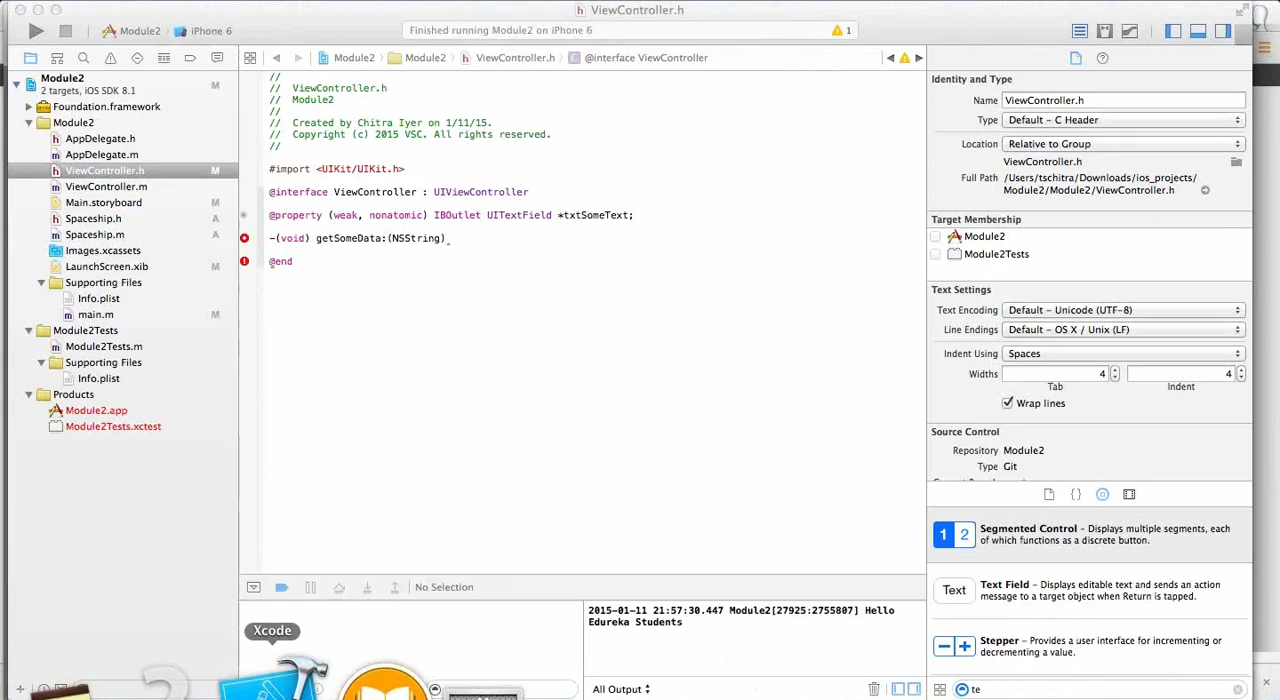 ViewController.h
Module2 iPhone 6
Finished running Module2 on iPhone 6
1
Module2 Module2 ViewController.h @interface ViewController
Module2
2 targets, iOS SDK 8.1
M
Foundation.framework
Module2
AppDelegate.h
AppDelegate.m
ViewController.h
M
ViewController.m
Main.storyboard
M
Spaceship.h
A
Spaceship.m
A
Images.xcassets
LaunchScreen.xib
M
Supporting Files
Info.plist
main.m
M
Module2Tests
Module2Tests.m
Supporting Files
Info.plist
Products
Module2.app
Module2Tests.xctest
//
// ViewController.h
// Module2
//
// Created by Chitra Iyer on 1/11/15.
// Copyright (c) 2015 VSC. All rights reserved.
//
#import <UIKit/UIKit.h>
@interface ViewController : UIViewController
@property (weak, nonatomic) IBOutlet UITextField *txtSomeText;
-(void) getSomeData:(NSString)
@end
No Selection
2015-01-11 21:57:30.447 Module2[27925:2755807] Hello
Edureka Students
All Output
Xcode
Identity and Type
Name ViewController.h
Type Default - C Header
Location Relative to Group
ViewController.h
Full Path /Users/tschitra/Downloads/ios_projects/
Module2/Module2/ViewController.h
Target Membership
Module2
Module2Tests
Text Settings
Text Encoding Default - Unicode (UTF-8)
Line Endings Default - OS X / Unix (LF)
Indent Using Spaces
Widths 4 4
Tab Indent
Wrap lines
Source Control
Repository Module2
Type Git
{}
1 2
Segmented Control - Displays multiple segments, each
of which functions as a discrete button.
Text
Text Field - Displays editable text and sends an action
message to a target object when Return is tapped.
Stepper - Provides a user interface for incrementing or
decrementing a value.
te